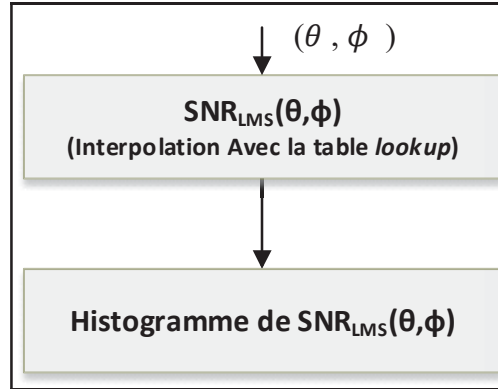 (θ , ϕ )
SNR_LMS(θ,ϕ)
(Interpolation Avec la table lookup)
Histogramme de SNR_LMS(θ,ϕ)